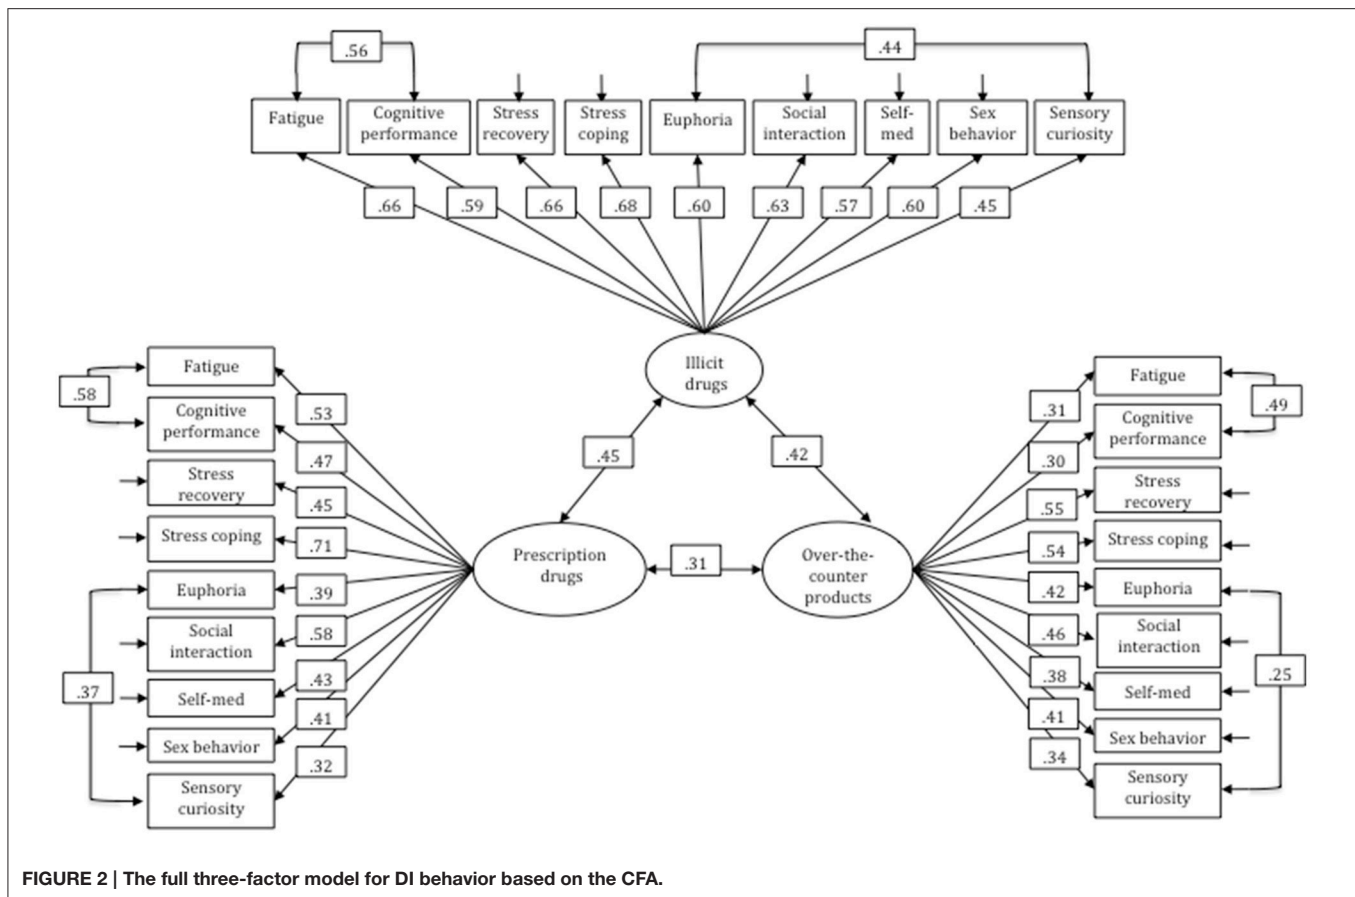 .56
.44
Fatigue
Cognitive
performance
Stress
recovery
Stress
coping
Euphoria
Social
interaction
Self-
med
Sex
behavior
Sensory
curiosity
.66
.59
.66
.68
.60
.63
.57
.60
.45
Illicit
drugs
.45
.42
Prescription
drugs
.31
Over-the-
counter
products
Fatigue
Cognitive
performance
Stress
recovery
Stress coping
Euphoria
Social
interaction
Self-med
Sex behavior
Sensory
curiosity
.58
.37
.53
.47
.45
.71
.39
.58
.43
.41
.32
.31
.30
.55
.54
.42
.46
.38
.41
.34
Fatigue
Cognitive
performance
Stress
recovery
Stress coping
Euphoria
Social
interaction
Self-med
Sex behavior
Sensory
curiosity
.49
.25
FIGURE 2 | The full three-factor model for DI behavior based on the CFA.